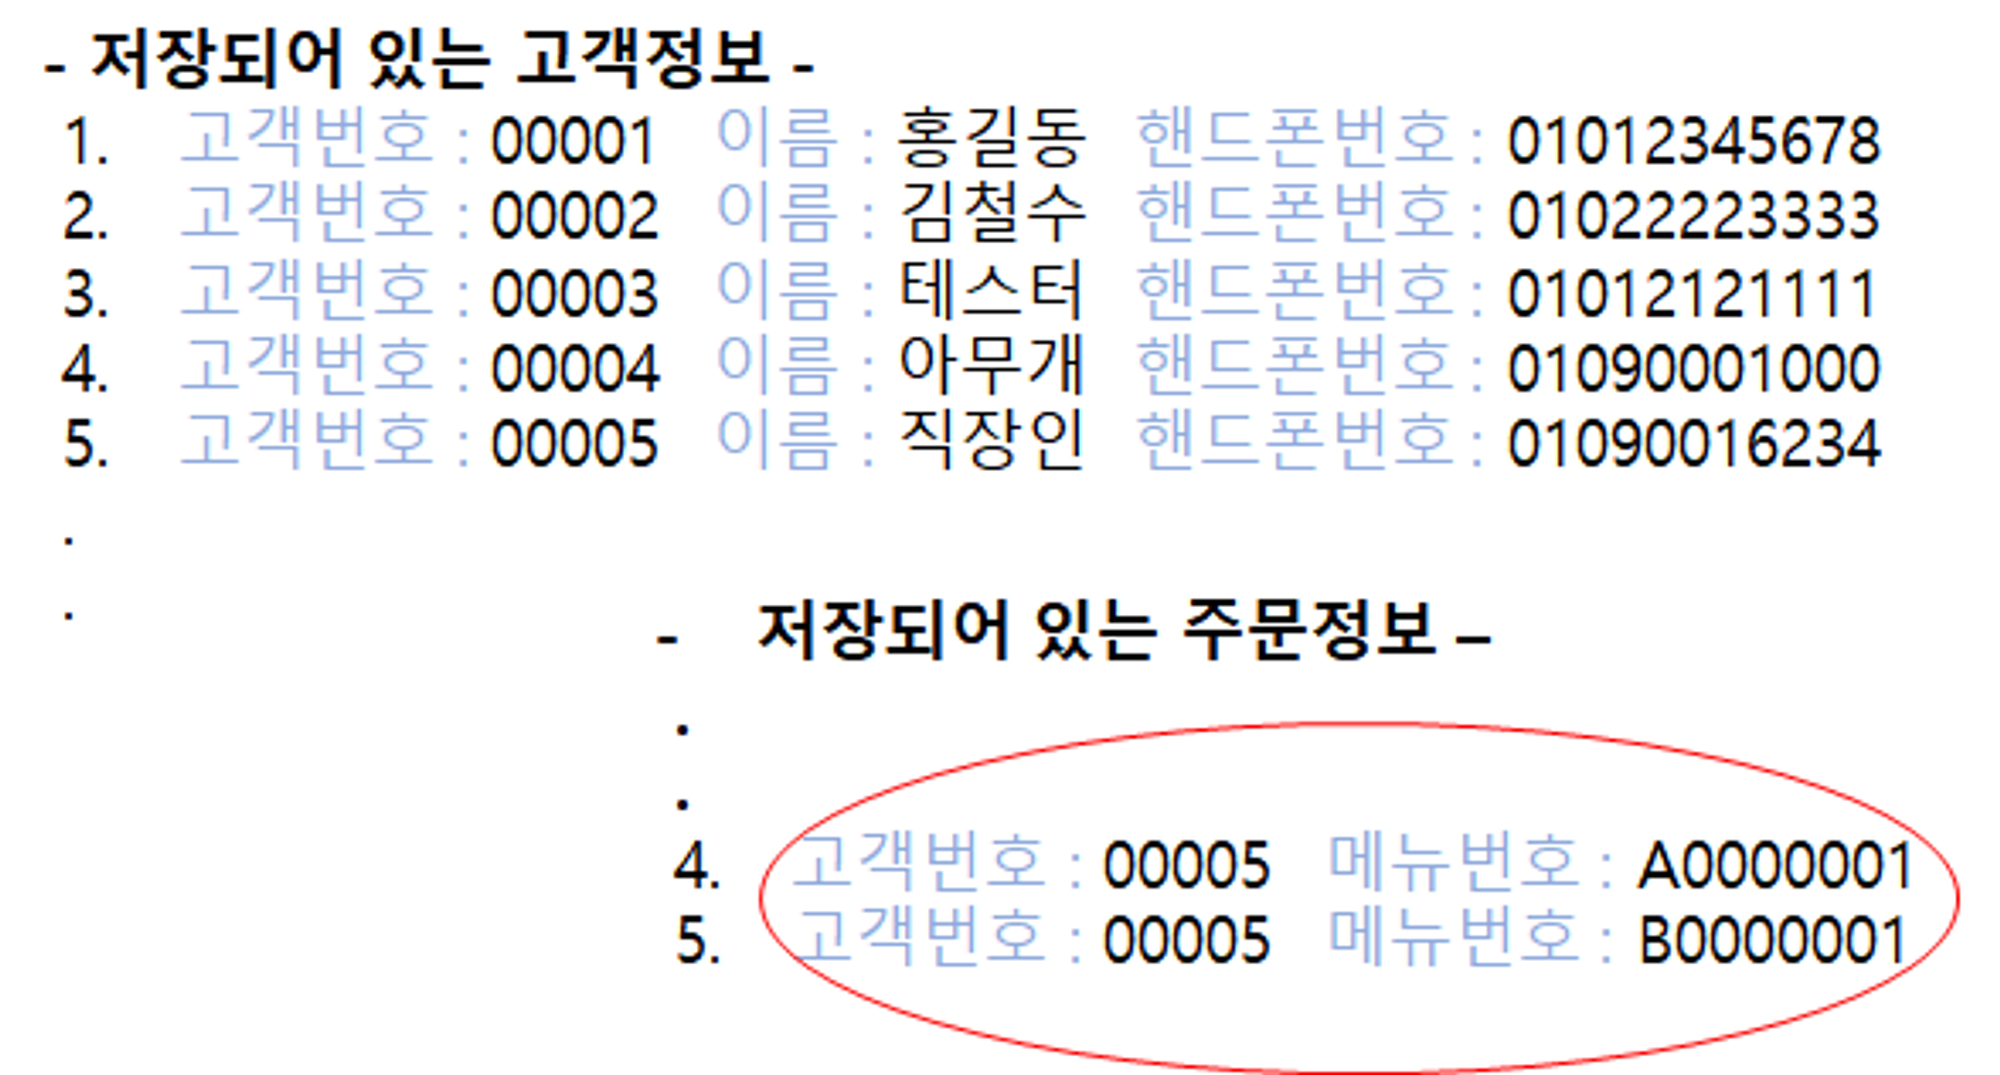 - 저장되어 있는 고객정보 -
1. 고객번호 : 00001 이름 : 홍길동 핸드폰번호 : 01012345678
2. 고객번호 : 00002 이름 : 김철수 핸드폰번호 : 01022223333
3. 고객번호 : 00003 이름 : 테스터 핸드폰번호 : 01012121111
4. 고객번호 : 00004 이름 : 아무개 핸드폰번호 : 01090001000
5. 고객번호 : 00005 이름 : 직장인 핸드폰번호 : 01090016234
.
.
- 저장되어 있는 주문정보 –
.
.
4. 고객번호 : 00005 메뉴번호 : A0000001
5. 고객번호 : 00005 메뉴번호 : B0000001